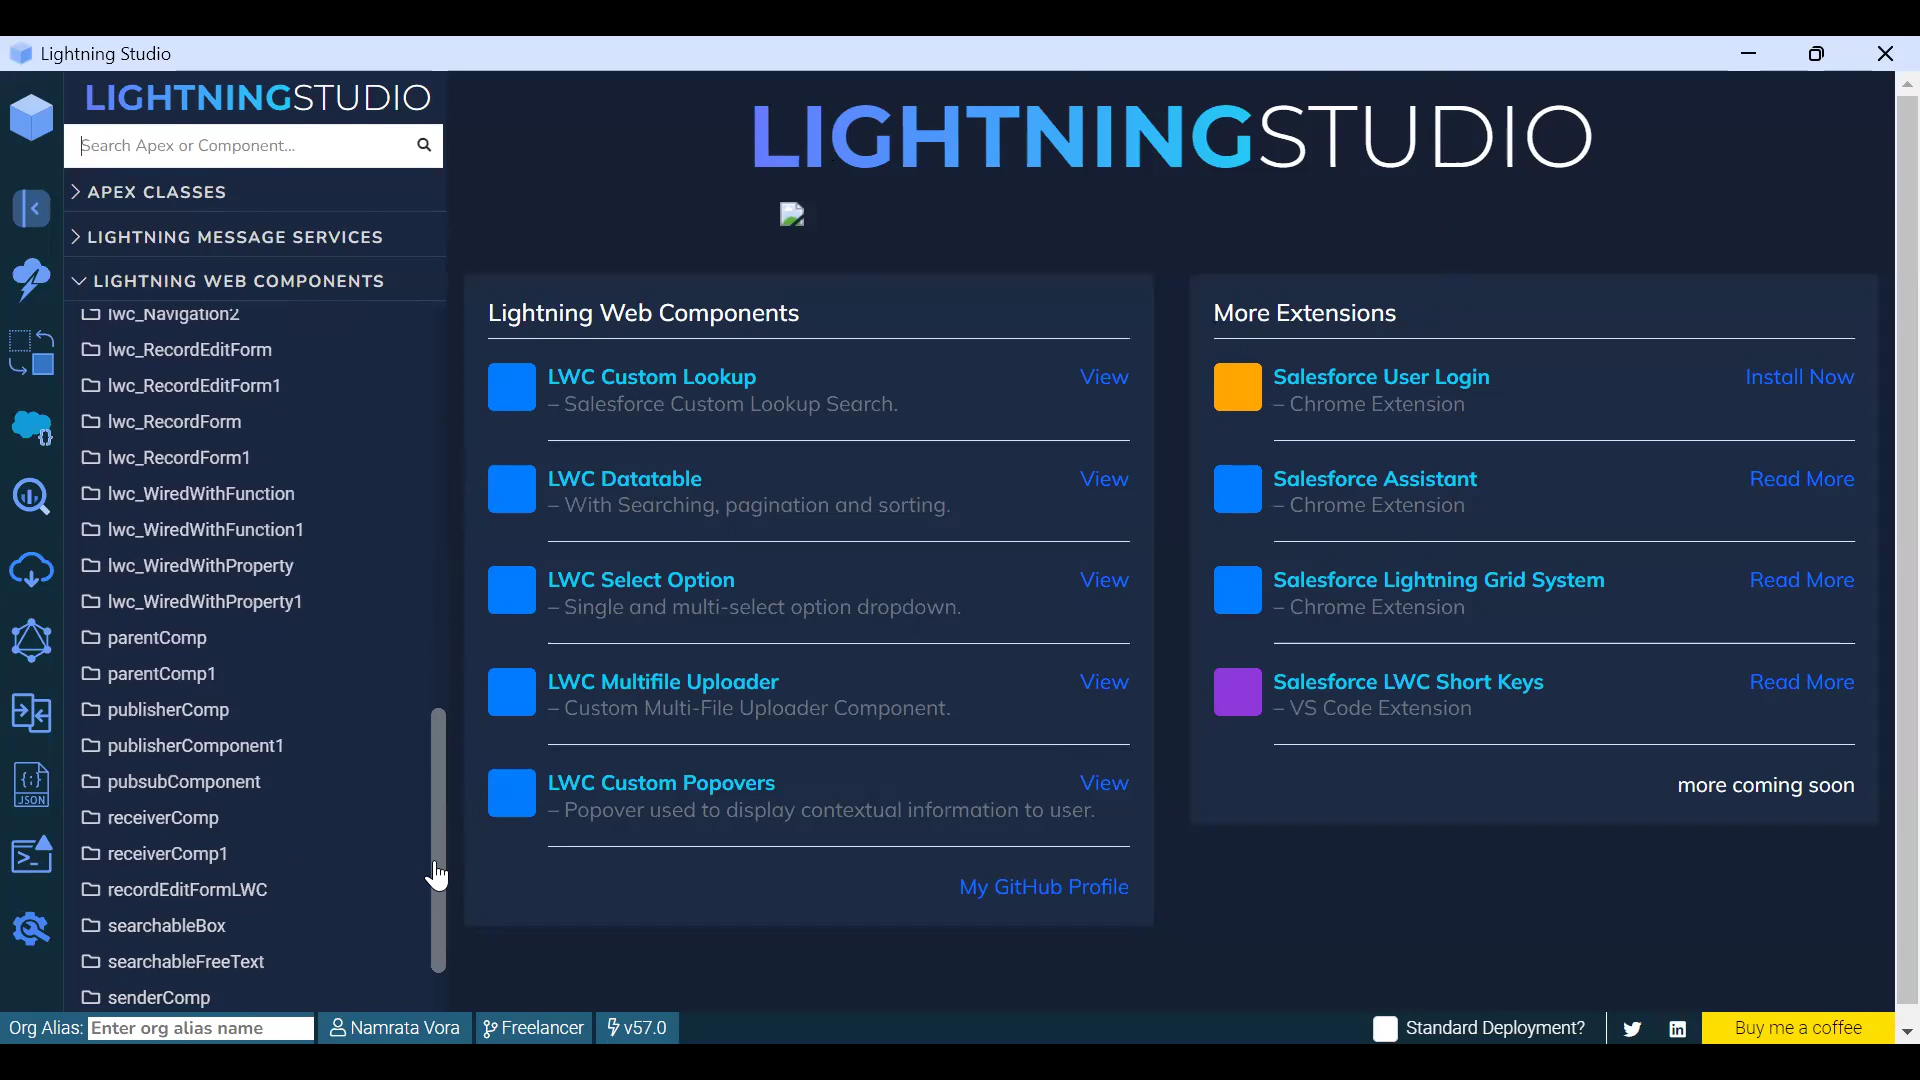 Lightning Studio
LIGHTNINGSTUDIO
Search Apex or Component...
APEX CLASSES
LIGHTNING MESSAGE SERVICES
LIGHTNING WEB COMPONENTS
lwc_Navigation2
lwc_RecordEditForm
lwc_RecordEditForm1
lwc_RecordForm
lwc_RecordForm1
lwc_WiredWithFunction
lwc_WiredWithFunction1
lwc_WiredWithProperty
lwc_WiredWithProperty1
parentComp
parentComp1
publisherComp
publisherComponent1
pubsubComponent
receiverComp
receiverComp1
recordEditFormLWC
searchableBox
searchableFreeText
senderComp
JSON
LIGHTNINGSTUDIO
Lightning Web Components
LWC Custom Lookup View
– Salesforce Custom Lookup Search.
LWC Datatable View
– With Searching, pagination and sorting.
LWC Select Option View
– Single and multi-select option dropdown.
LWC Multifile Uploader View
– Custom Multi-File Uploader Component.
LWC Custom Popovers View
– Popover used to display contextual information to user.
My GitHub Profile
More Extensions
Salesforce User Login Install Now
– Chrome Extension
Salesforce Assistant Read More
– Chrome Extension
Salesforce Lightning Grid System Read More
– Chrome Extension
Salesforce LWC Short Keys Read More
– VS Code Extension
more coming soon
Org Alias: Enter org alias name Namrata Vora Freelancer v57.0 Standard Deployment? Buy me a coffee